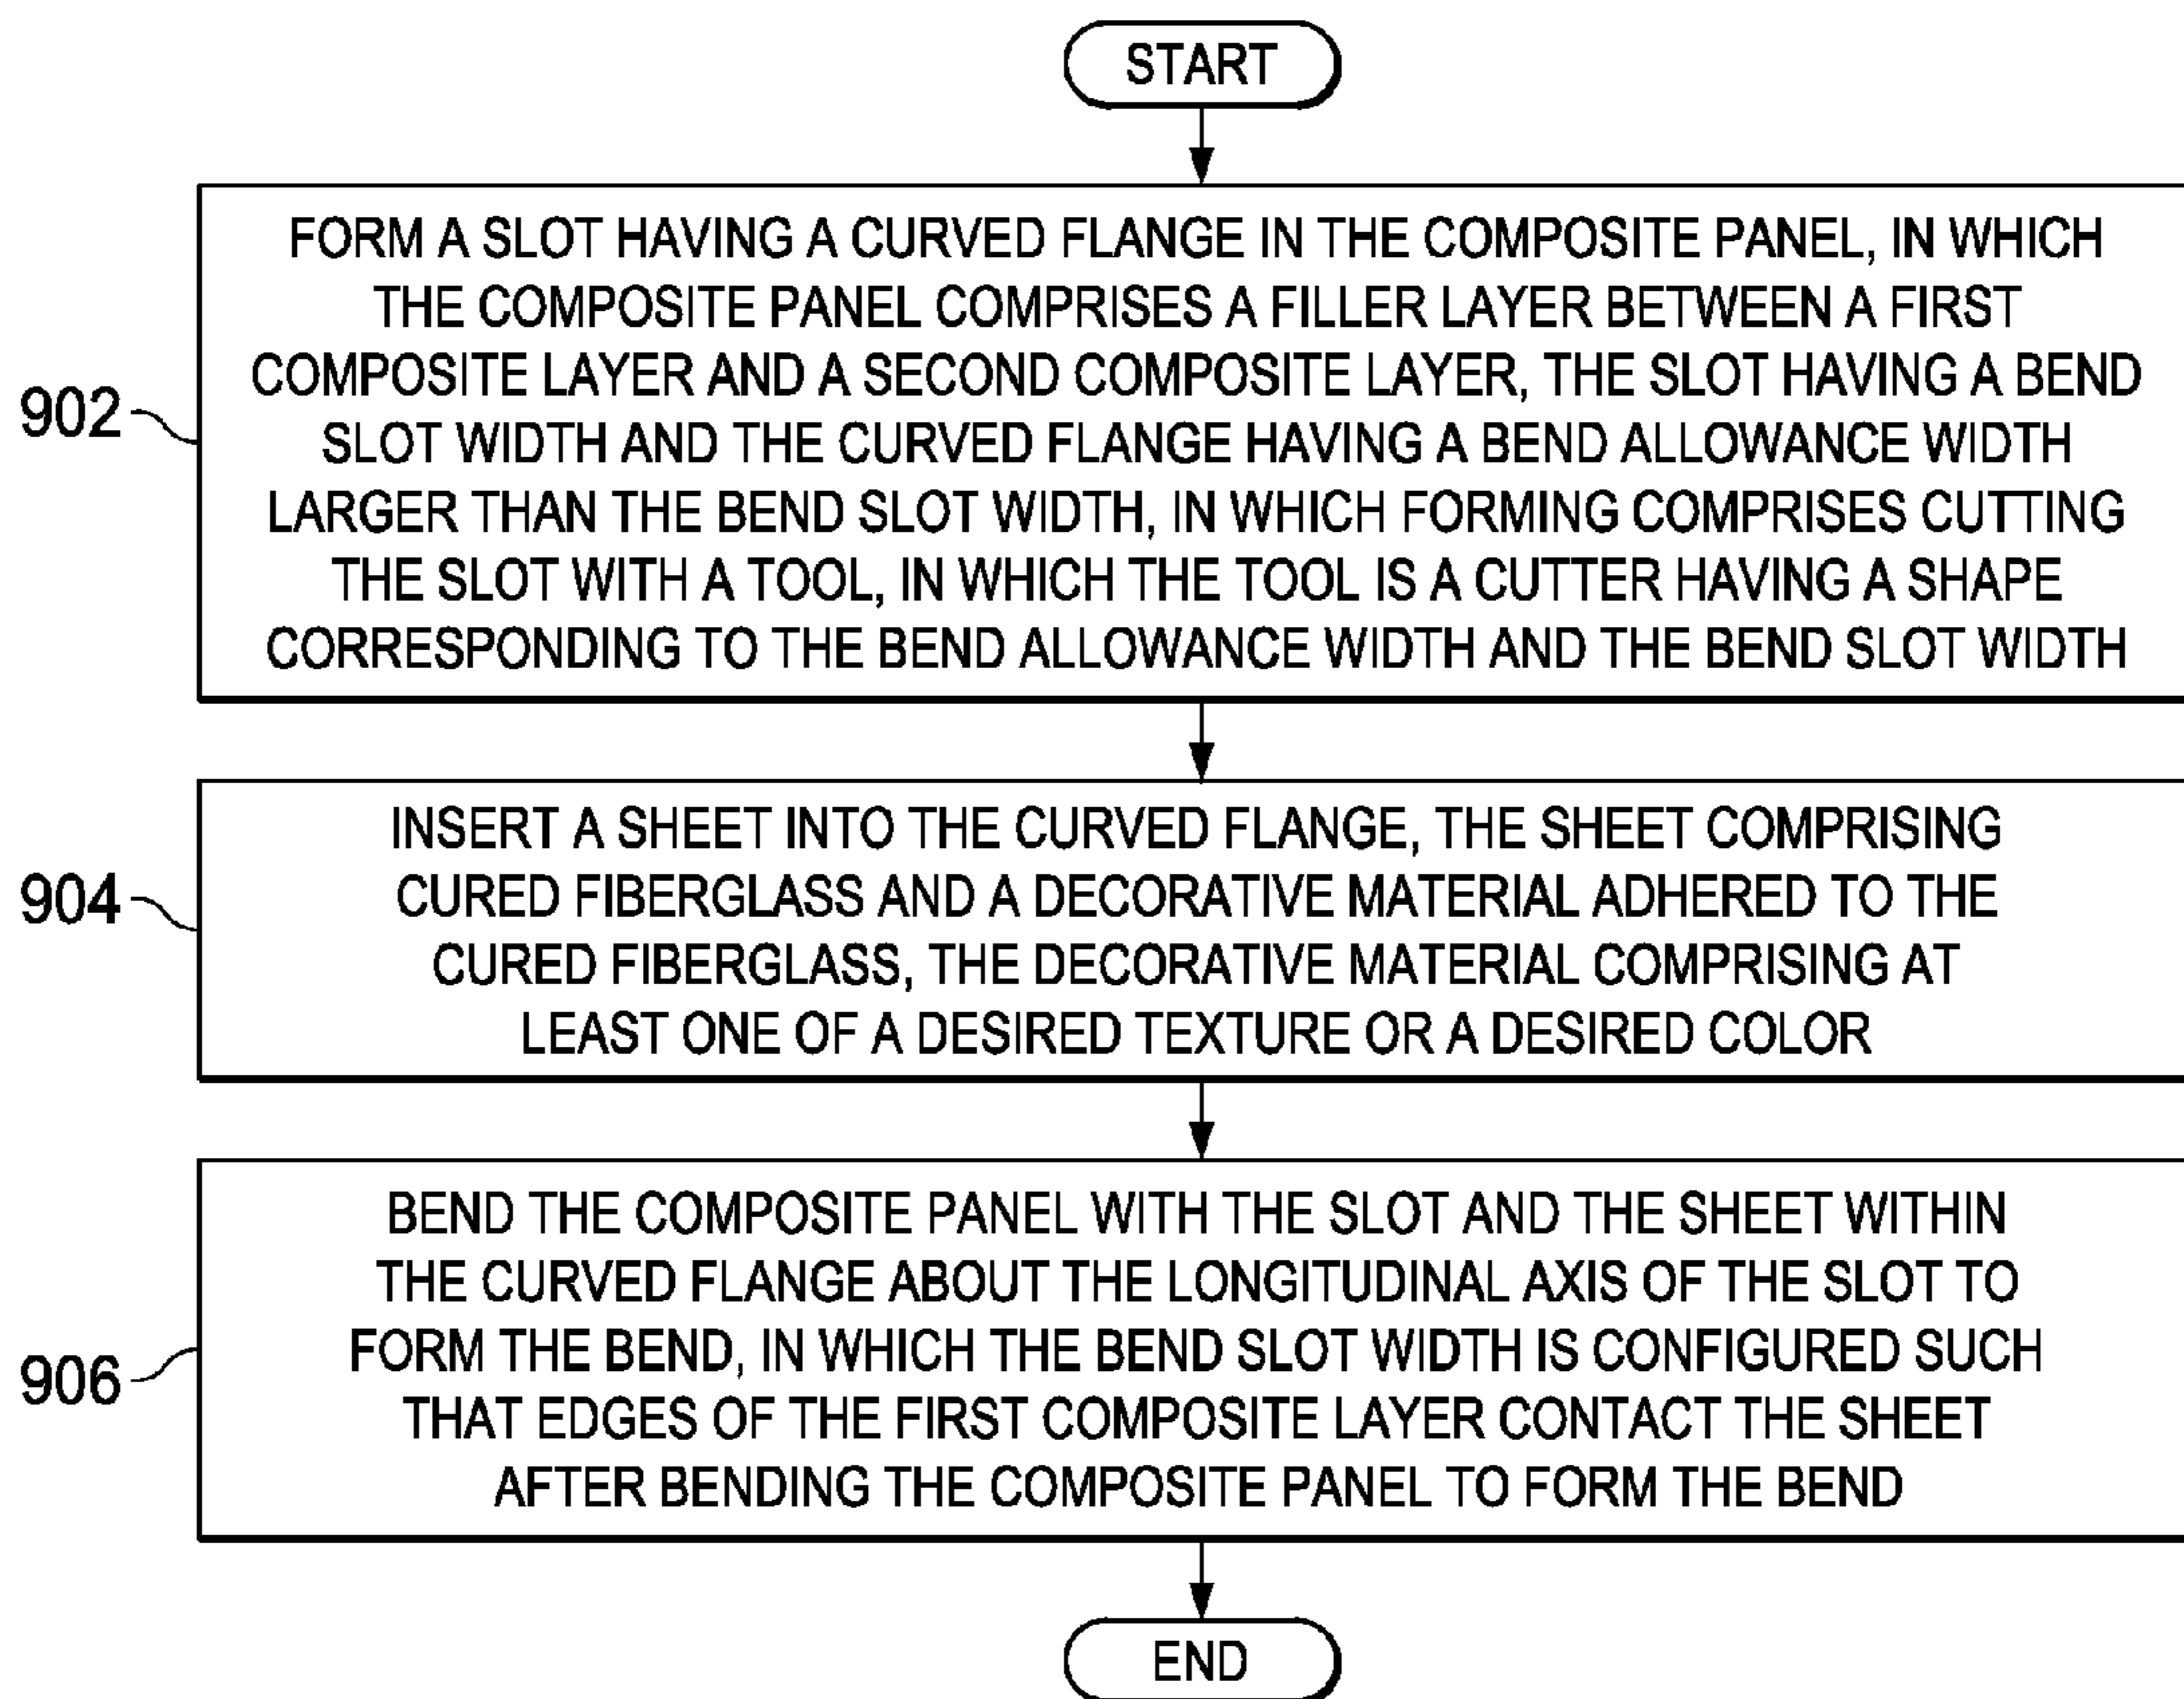 START
FORM A SLOT HAVING A CURVED FLANGE IN THE COMPOSITE PANEL, IN WHICH
THE COMPOSITE PANEL COMPRISES A FILLER LAYER BETWEEN A FIRST
COMPOSITE LAYER AND A SECOND COMPOSITE LAYER, THE SLOT HAVING A BEND
SLOT WIDTH AND THE CURVED FLANGE HAVING A BEND ALLOWANCE WIDTH
LARGER THAN THE BEND SLOT WIDTH, IN WHICH FORMING COMPRISES CUTTING
THE SLOT WITH A TOOL, IN WHICH THE TOOL IS A CUTTER HAVING A SHAPE
CORRESPONDING TO THE BEND ALLOWANCE WIDTH AND THE BEND SLOT WIDTH
902
INSERT A SHEET INTO THE CURVED FLANGE, THE SHEET COMPRISING
CURED FIBERGLASS AND A DECORATIVE MATERIAL ADHERED TO THE
CURED FIBERGLASS, THE DECORATIVE MATERIAL COMPRISING AT
LEAST ONE OF A DESIRED TEXTURE OR A DESIRED COLOR
904
BEND THE COMPOSITE PANEL WITH THE SLOT AND THE SHEET WITHIN
THE CURVED FLANGE ABOUT THE LONGITUDINAL AXIS OF THE SLOT TO
FORM THE BEND, IN WHICH THE BEND SLOT WIDTH IS CONFIGURED SUCH
THAT EDGES OF THE FIRST COMPOSITE LAYER CONTACT THE SHEET
AFTER BENDING THE COMPOSITE PANEL TO FORM THE BEND
906
END